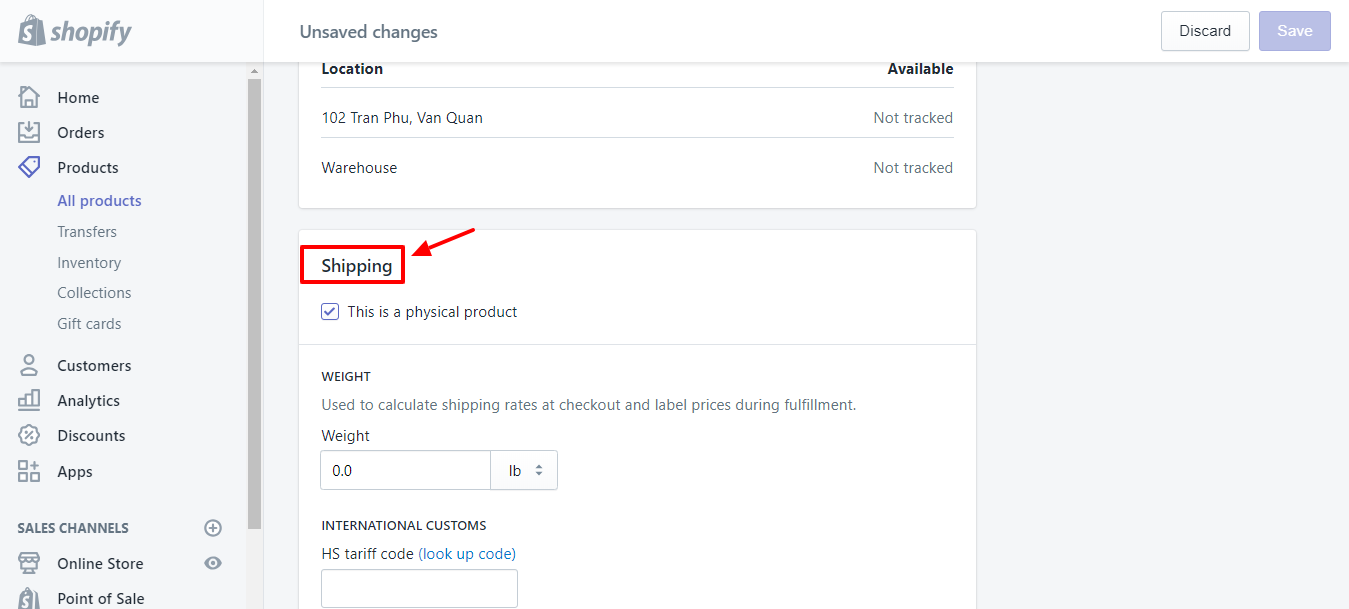 shopify
Unsaved changes
Discard
Save
Home
Orders
Products
All products
Transfers
Inventory
Collections
Gift cards
Customers
Analytics
Discounts
Apps
SALES CHANNELS
Online Store
Point of Sale
Location Available
102 Tran Phu, Van Quan Not tracked
Warehouse Not tracked
Shipping
This is a physical product
WEIGHT
Used to calculate shipping rates at checkout and label prices during fulfillment.
Weight
0.0 lb
INTERNATIONAL CUSTOMS
HS tariff code (look up code)